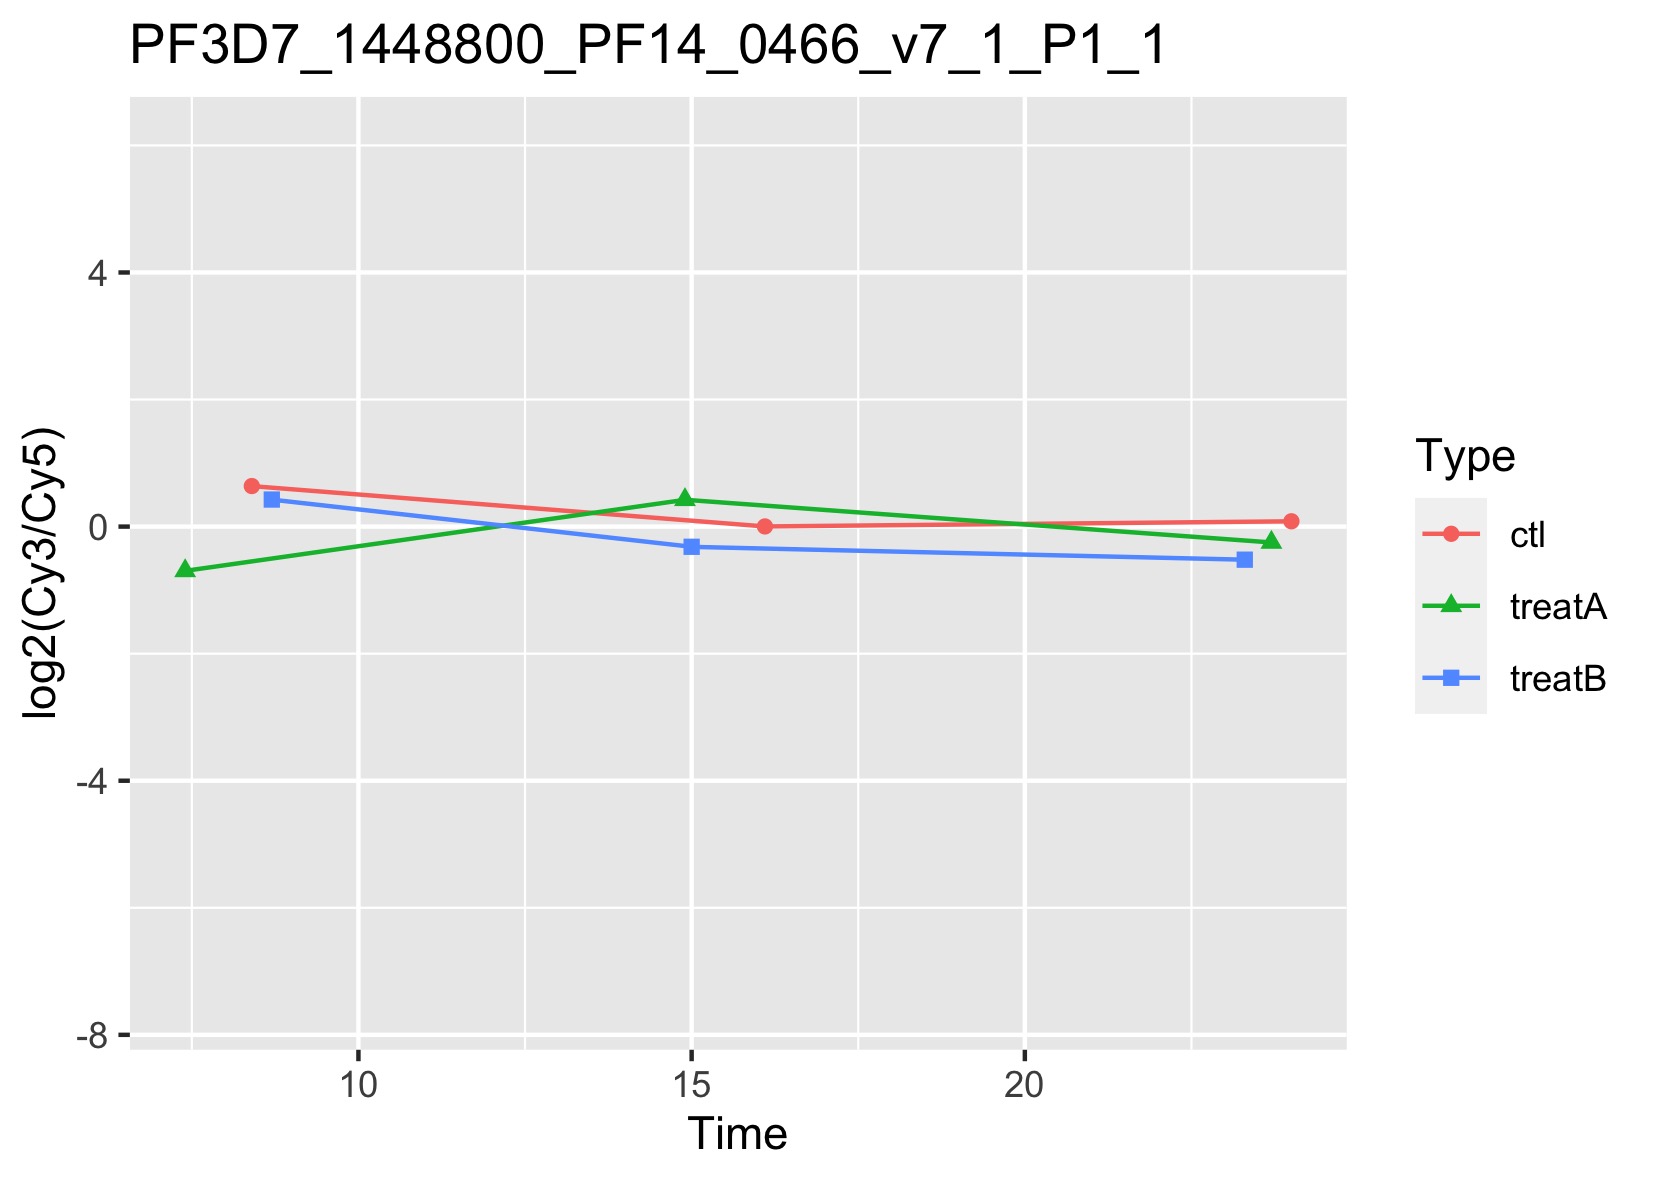 PF3D7_1448800_PF14_0466_v7_1_P1_1
log2(Cy3/Cy5)
4
0
-4
-8
10 15 20
Time
Type
ctl
treatA
treatB